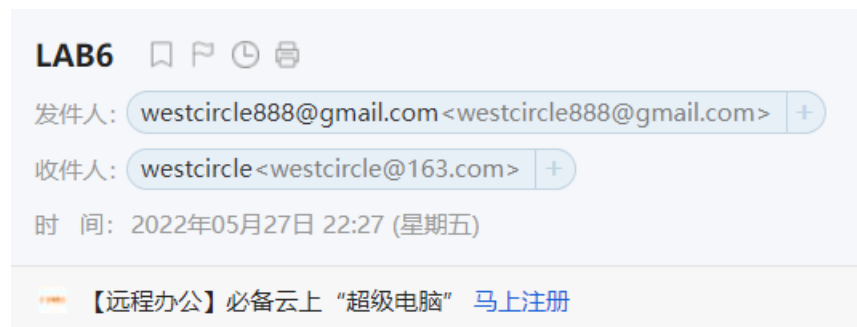 LAB6
发件人: westcircle888@gmail.com<westcircle888@gmail.com> +
收件人: westcircle<westcircle@163.com> +
时 间: 2022年05月27日 22:27 (星期五)
【远程办公】必备云上“超级电脑” 马上注册